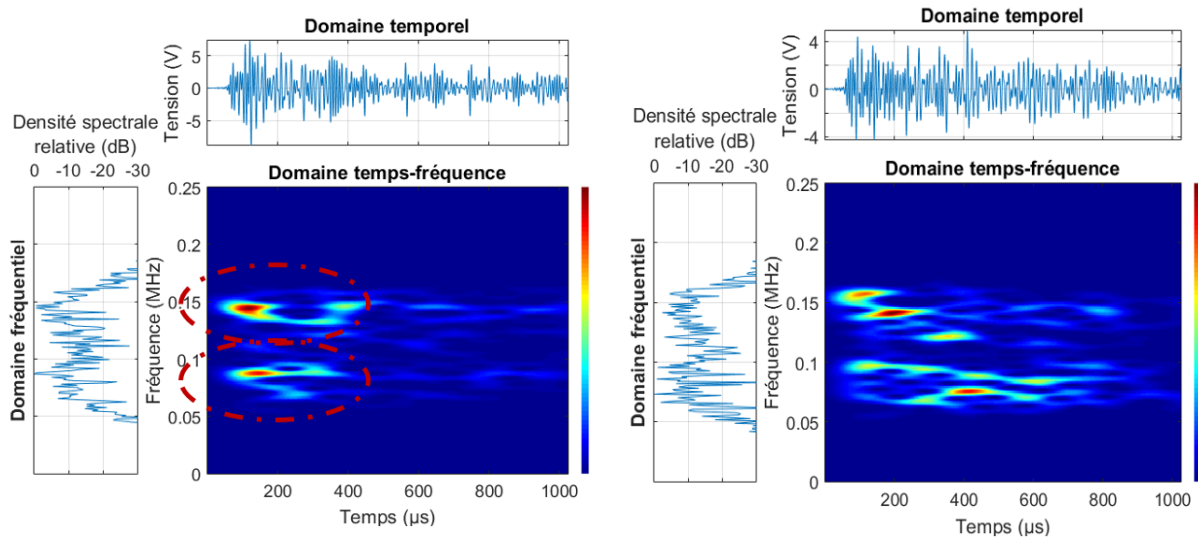 Domaine temporel
Tension (V)
5
0
-5
Densité spectrale
relative (dB)
0 -10 -20 -30
Domaine fréquentiel
Domaine temps-fréquence
Fréquence (MHz)
0.25
0.2
0.15
0.1
0.05
0
200 400 600 800 1000
Temps (µs)
Domaine temporel
Tension (V)
4
2
0
-2
-4
Densité spectrale
relative (dB)
0 -10 -20 -30
Domaine fréquentiel
Domaine temps-fréquence
Fréquence (MHz)
0.25
0.2
0.15
0.1
0.05
0
200 400 600 800 1000
Temps (µs)